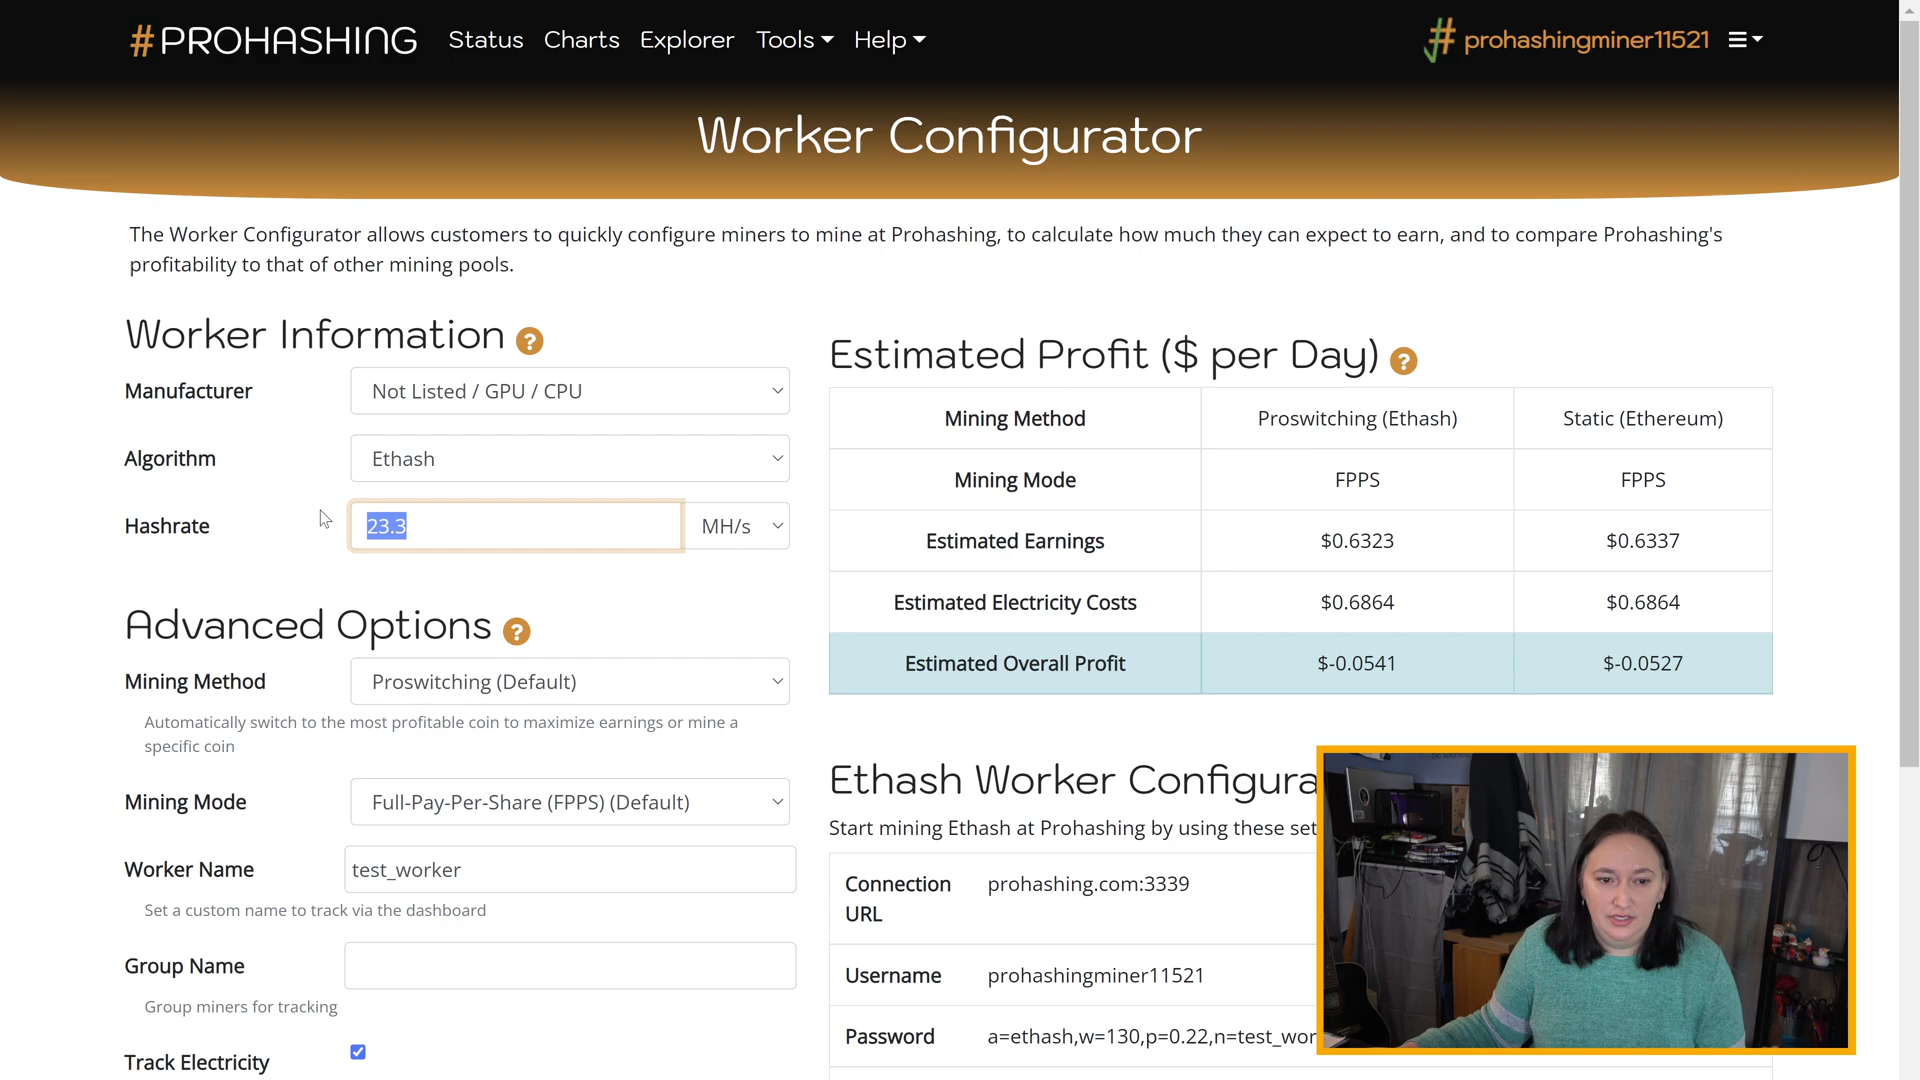 #PROHASHING Status Charts Explorer Tools Help # prohashingminer11521
Worker Configurator
The Worker Configurator allows customers to quickly configure miners to mine at Prohashing, to calculate how much they can expect to earn, and to compare Prohashing's
profitability to that of other mining pools.
Worker Information ?
Manufacturer Not Listed / GPU / CPU
Algorithm Ethash
Hashrate 23.3 MH/s
Advanced Options ?
Mining Method Proswitching (Default)
Automatically switch to the most profitable coin to maximize earnings or mine a
specific coin
Mining Mode Full-Pay-Per-Share (FPPS) (Default)
Worker Name test_worker
Set a custom name to track via the dashboard
Group Name
Group miners for tracking
Track Electricity
Estimated Profit ($ per Day) ?
Mining Method Proswitching (Ethash) Static (Ethereum)
Mining Mode FPPS FPPS
Estimated Earnings $0.6323 $0.6337
Estimated Electricity Costs $0.6864 $0.6864
Estimated Overall Profit $-0.0541 $-0.0527
Ethash Worker Configura
Start mining Ethash at Prohashing by using these set
Connection prohashing.com:3339
URL
Username prohashingminer11521
Password a=ethash,w=130,p=0.22,n=test_wor